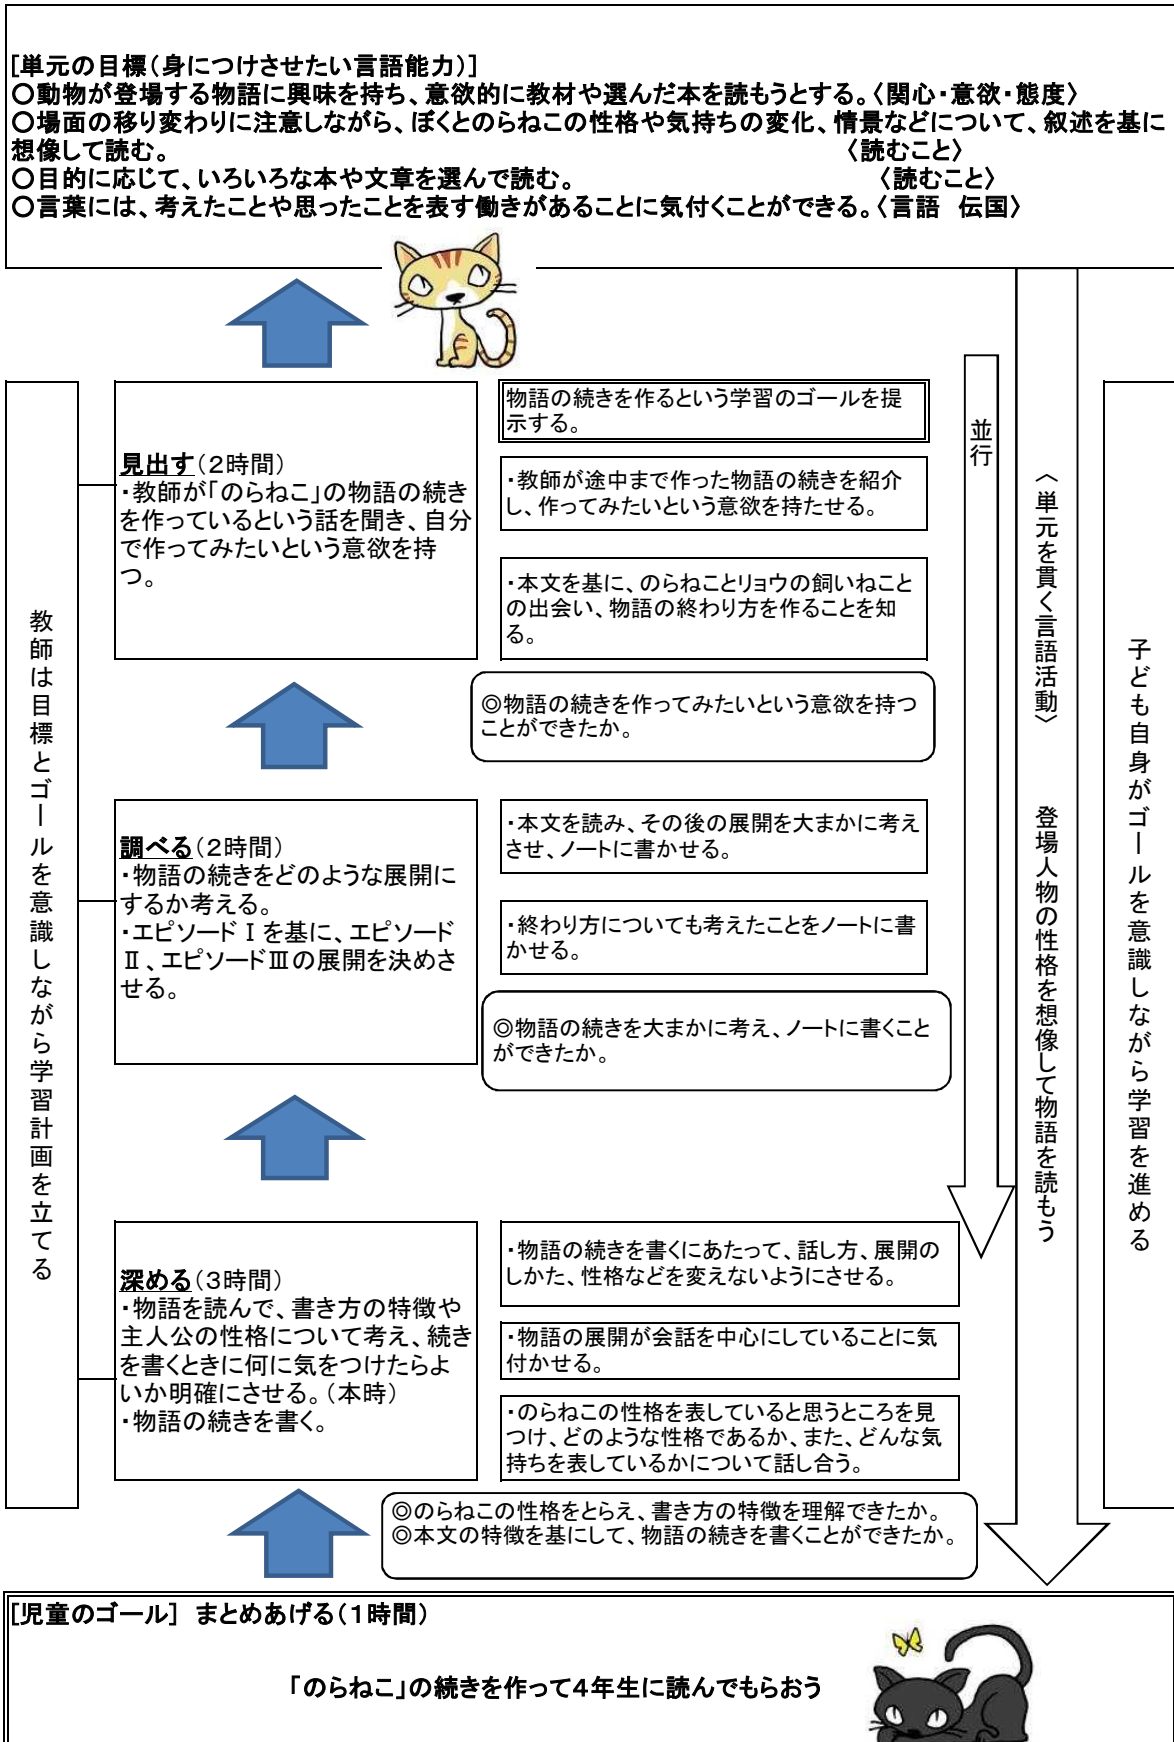 [単元の目標（身につけさせたい言語能力）]
〇動物が登場する物語に興味を持ち、意欲的に教材や選んだ本を読もうとする。〈関心・意欲・態度〉
〇場面の移り変わりに注意しながら、ぼくとのらねこの性格や気持ちの変化、情景などについて、叙述を基に
想像して読む。　〈読むこと〉
〇目的に応じて、いろいろな本や文章を選んで読む。　〈読むこと〉
〇言葉には、考えたことや思ったことを表す働きがあることに気付くことができる。〈言語　伝国〉
教師は目標とゴールを意識しながら学習計画を立てる
見出す（２時間）
・教師が「のらねこ」の物語の続き
を作っているという話を聞き、自分
で作ってみたいという意欲を持
つ。
物語の続きを作るという学習のゴールを提
示する。
・教師が途中まで作った物語の続きを紹介
し、作ってみたいという意欲を持たせる。
・本文を基に、のらねことリョウの飼いねこと
の出会い、物語の終わり方を作ることを知
る。
◎物語の続きを作ってみたいという意欲を持つ
ことができたか。
調べる（２時間）
・物語の続きをどのような展開に
するか考える。
・エピソードⅠを基に、エピソード
Ⅱ、エピソードⅢの展開を決めさ
せる。
・本文を読み、その後の展開を大まかに考え
させ、ノートに書かせる。
・終わり方についても考えたことをノートに書
かせる。
◎物語の続きを大まかに考え、ノートに書くこと
ができたか。
深める（３時間）
・物語を読んで、書き方の特徴や
主人公の性格について考え、続き
を書くときに何に気をつけたらよ
いか明確にさせる。（本時）
・物語の続きを書く。
・物語の続きを書くにあたって、話し方、展開の
しかた、性格などを変えないようにさせる。
・物語の展開が会話を中心にしていることに気
付かせる。
・のらねこの性格を表していると思うところを見
つけ、どのような性格であるか、また、どんな気
持ちを表しているかについて話し合う。
◎のらねこの性格をとらえ、書き方の特徴を理解できたか。
◎本文の特徴を基にして、物語の続きを書くことができたか。
並行
〈単元を貫く言語活動〉　登場人物の性格を想像して物語を読もう
子ども自身がゴールを意識しながら学習を進める
[児童のゴール]　まとめあげる（１時間）
「のらねこ」の続きを作って４年生に読んでもらおう